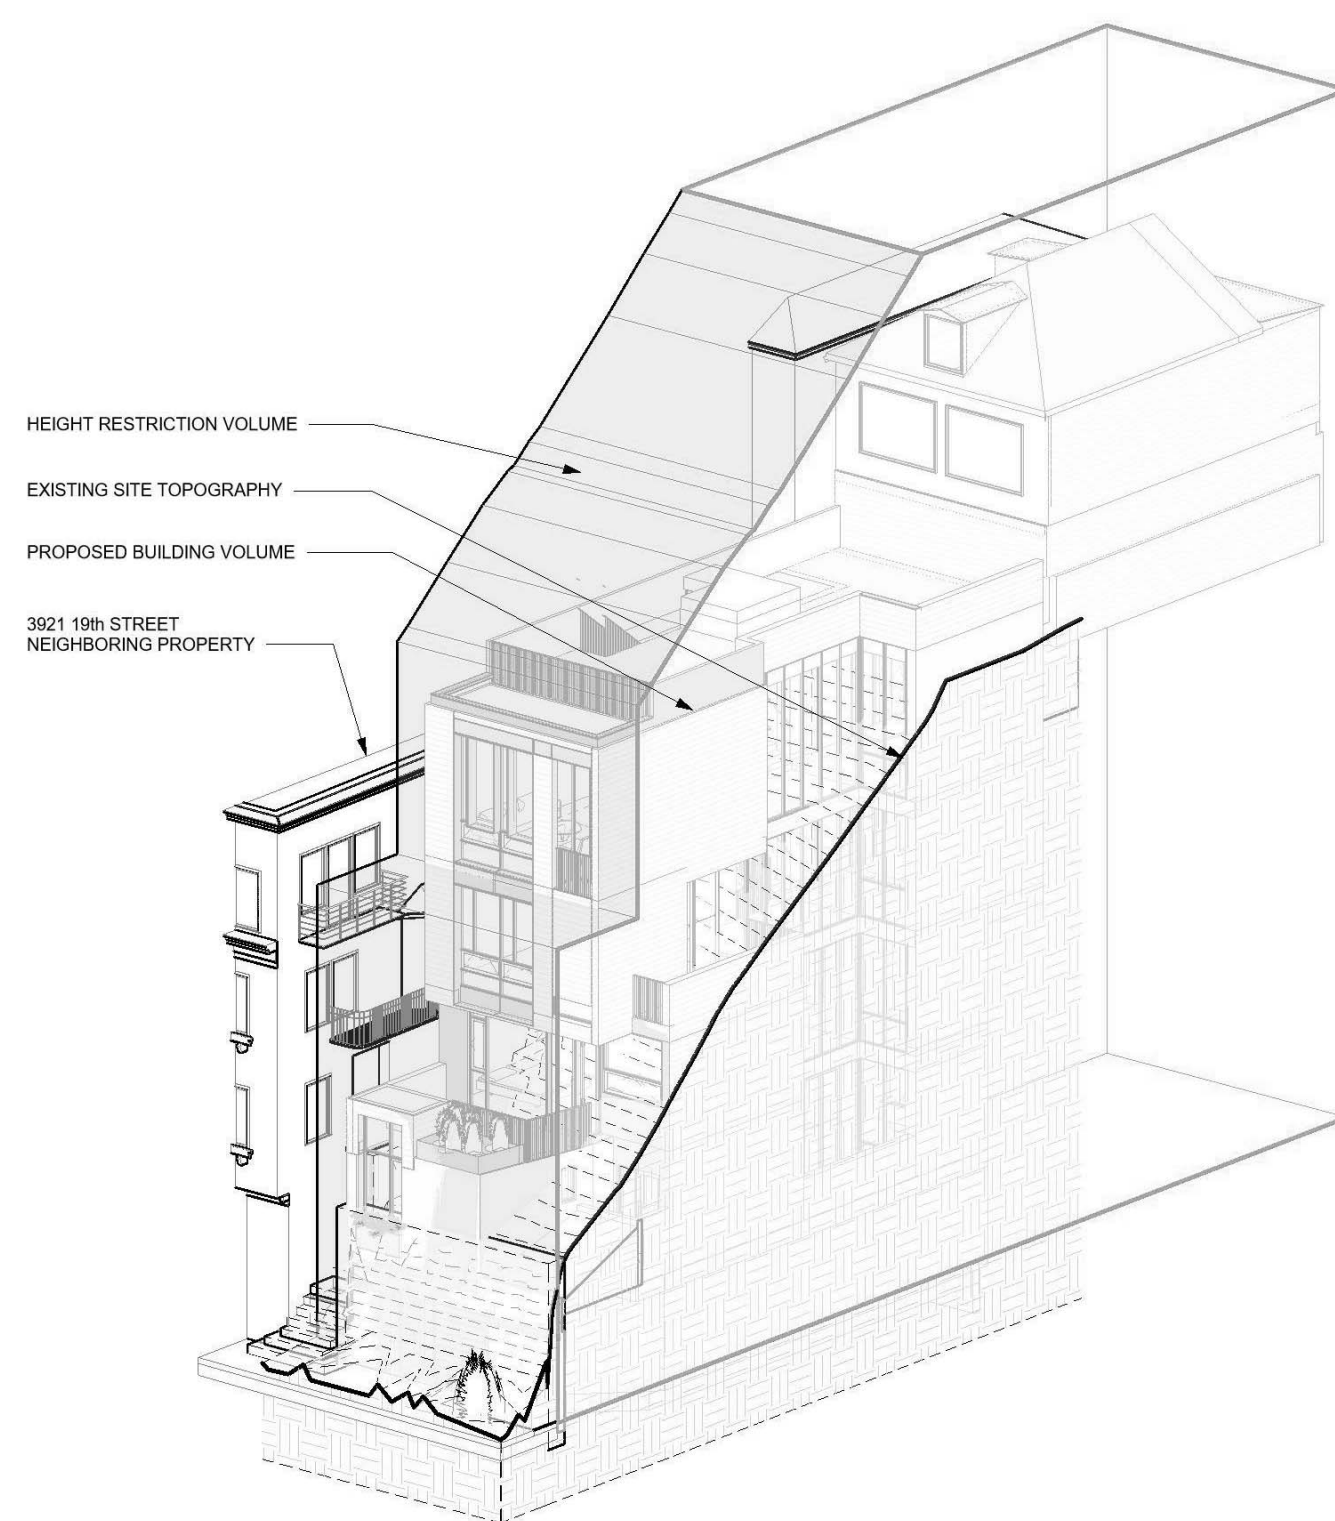 HEIGHT RESTRICTION VOLUME
EXISTING SITE TOPOGRAPHY
PROPOSED BUILDING VOLUME
3921 19th STREET
NEIGHBORING PROPERTY